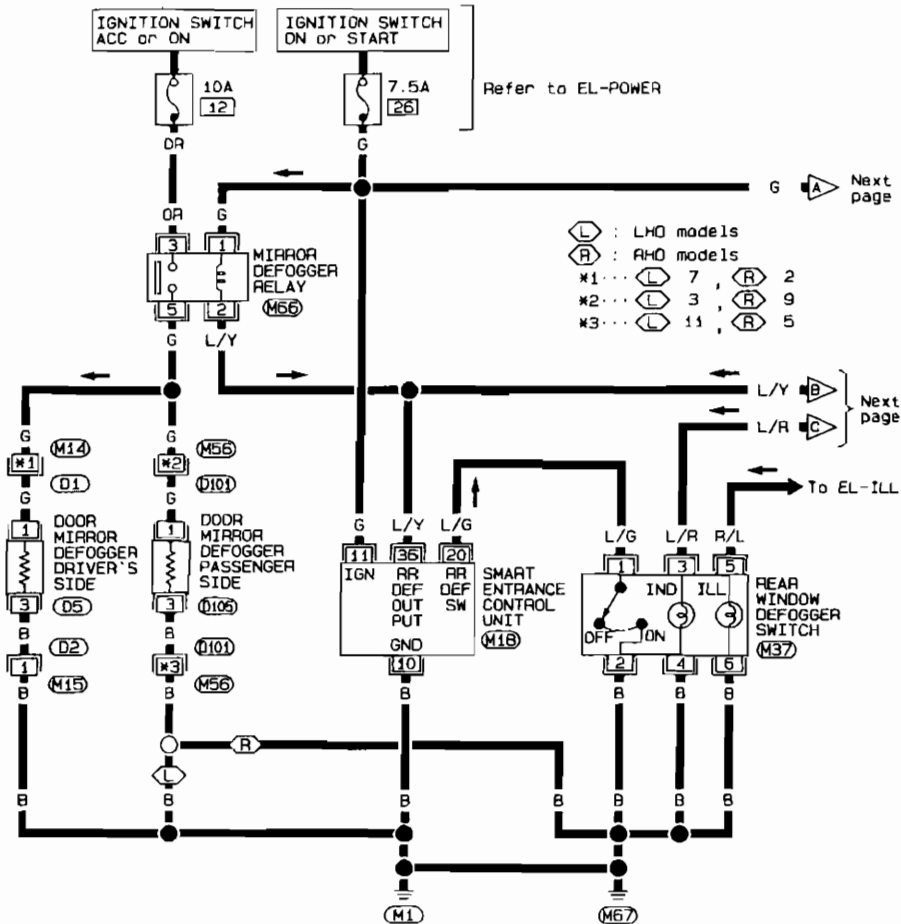 IGNITION SWITCH
ACC or ON
IGNITION SWITCH
ON or START
10A
12
7.5A
26
Refer to EL-POWER
OR
G
G
A
Next
page
OR
G
3
1
MIRROR
DEFOGGER
RELAY
M66
5
2
G
L/Y
L : LHD models
R : RHD models
*1··· L 7 , R 2
*2··· L 3 , R 9
*3··· L 11 , R 5
L/Y
B
L/R
C
Next
page
To EL-ILL
G
*1
M14
D1
G
G
*2
M56
D101
G
1
DOOR
MIRROR
DEFOGGER
DRIVER'S
SIDE
3
D5
1
DOOR
MIRROR
DEFOGGER
PASSENGER
SIDE
3
D105
B
D2
1
M15
B
B
D101
*3
M56
B
G
L/Y
L/G
11
36
20
IGN
RR
DEF
OUT
PUT
RR
DEF
SW
GND
10
SMART
ENTRANCE
CONTROL
UNIT
M18
L/G
L/R
R/L
1
3
5
IND
ILL
OFF
ON
2
4
6
REAR
WINDOW
DEFOGGER
SWITCH
M37
B
B
B
B
R
L
B
B
B
B
B
B
B
M1
M67